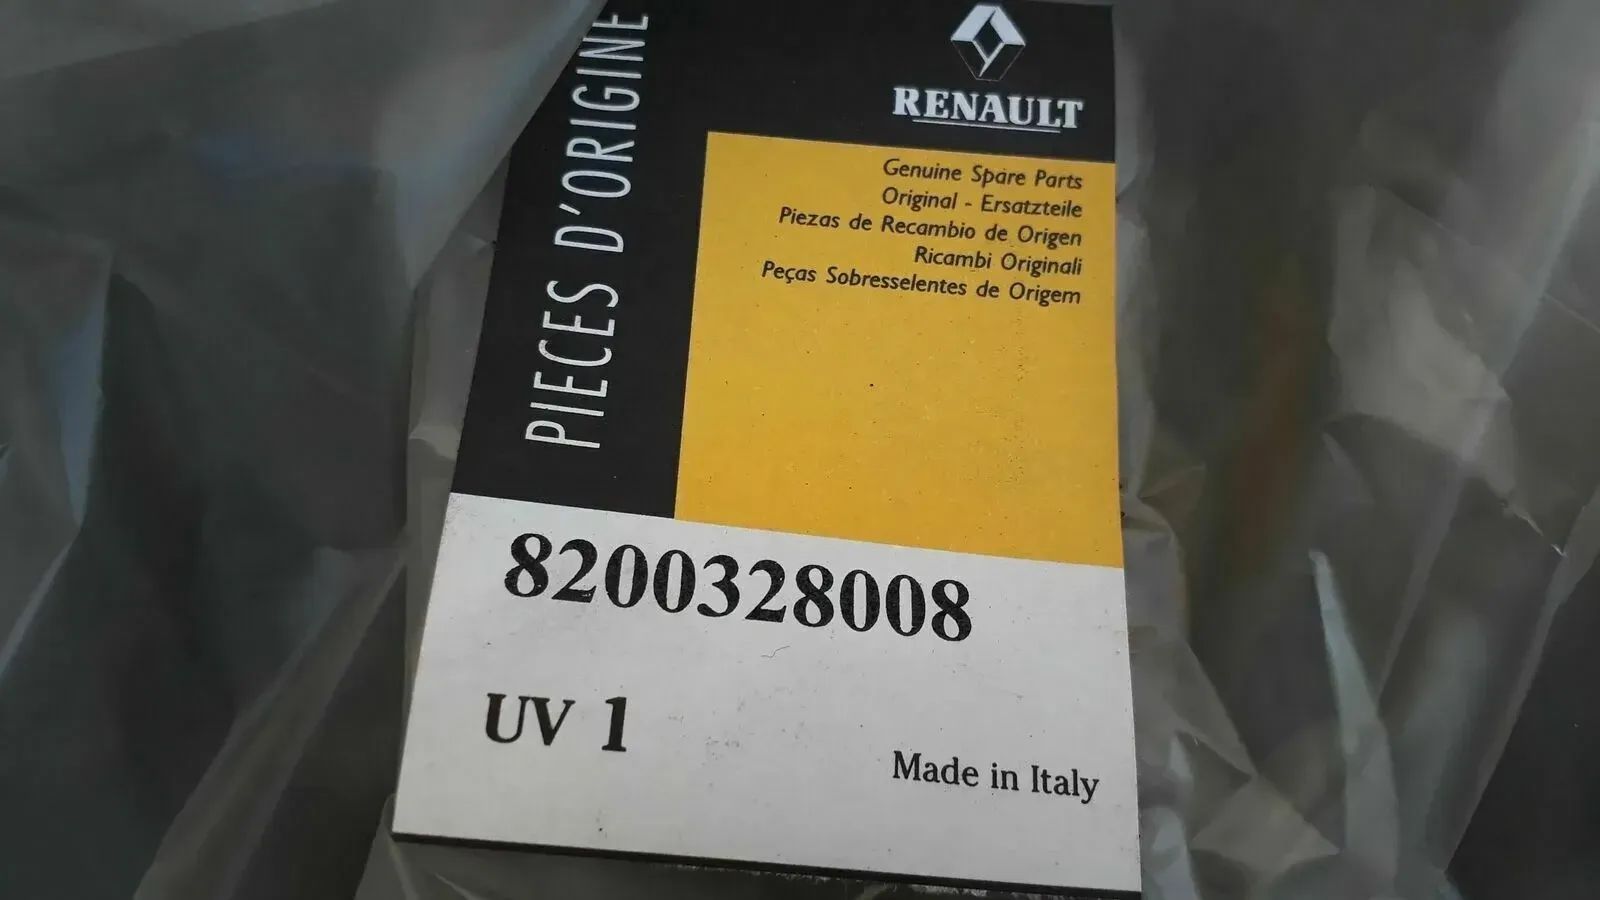 PIECES D'ORIGINE
RENAULT
Genuine Spare Parts
Original - Ersatzteile
Piezas de Recambio de Origen
Ricambi Originali
Peças Sobresselentes de Origem
8200328008
UV 1
Made in Italy